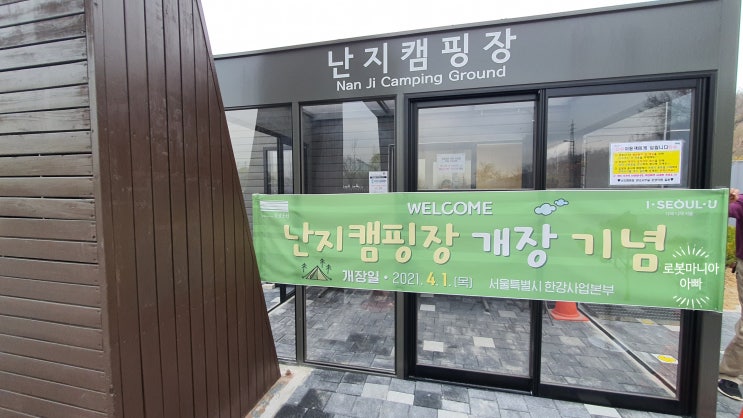 난지캠핑장
Nan Ji Camping Ground
WELCOME
I·SEOUL·U
난지캠핑장 개장 기념
개장일 · 2021. 4. 1. (목) 서울특별시 한강사업본부
로봇마니아
아빠